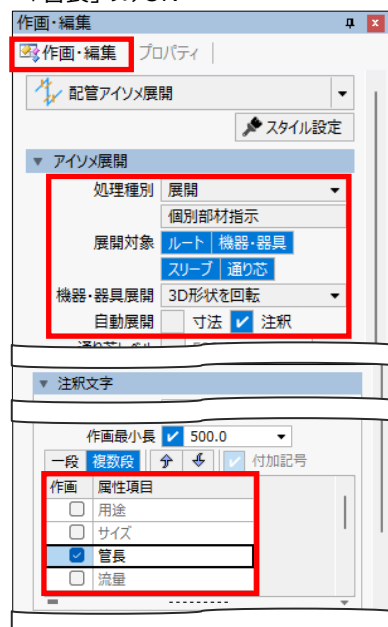 作画・編集
作画・編集 プロパティ
配管アイソメ展開
スタイル設定
アイソメ展開
処理種別 展開
個別部材指示
展開対象 ルート 機器・器具
スリーブ 通り芯
機器・器具展開 3D形状を回転
自動展開 寸法 注釈
注釈文字
作画最小長 500.0
一段 複数段 付加記号
作画 属性項目
用途
サイズ
管長
流量